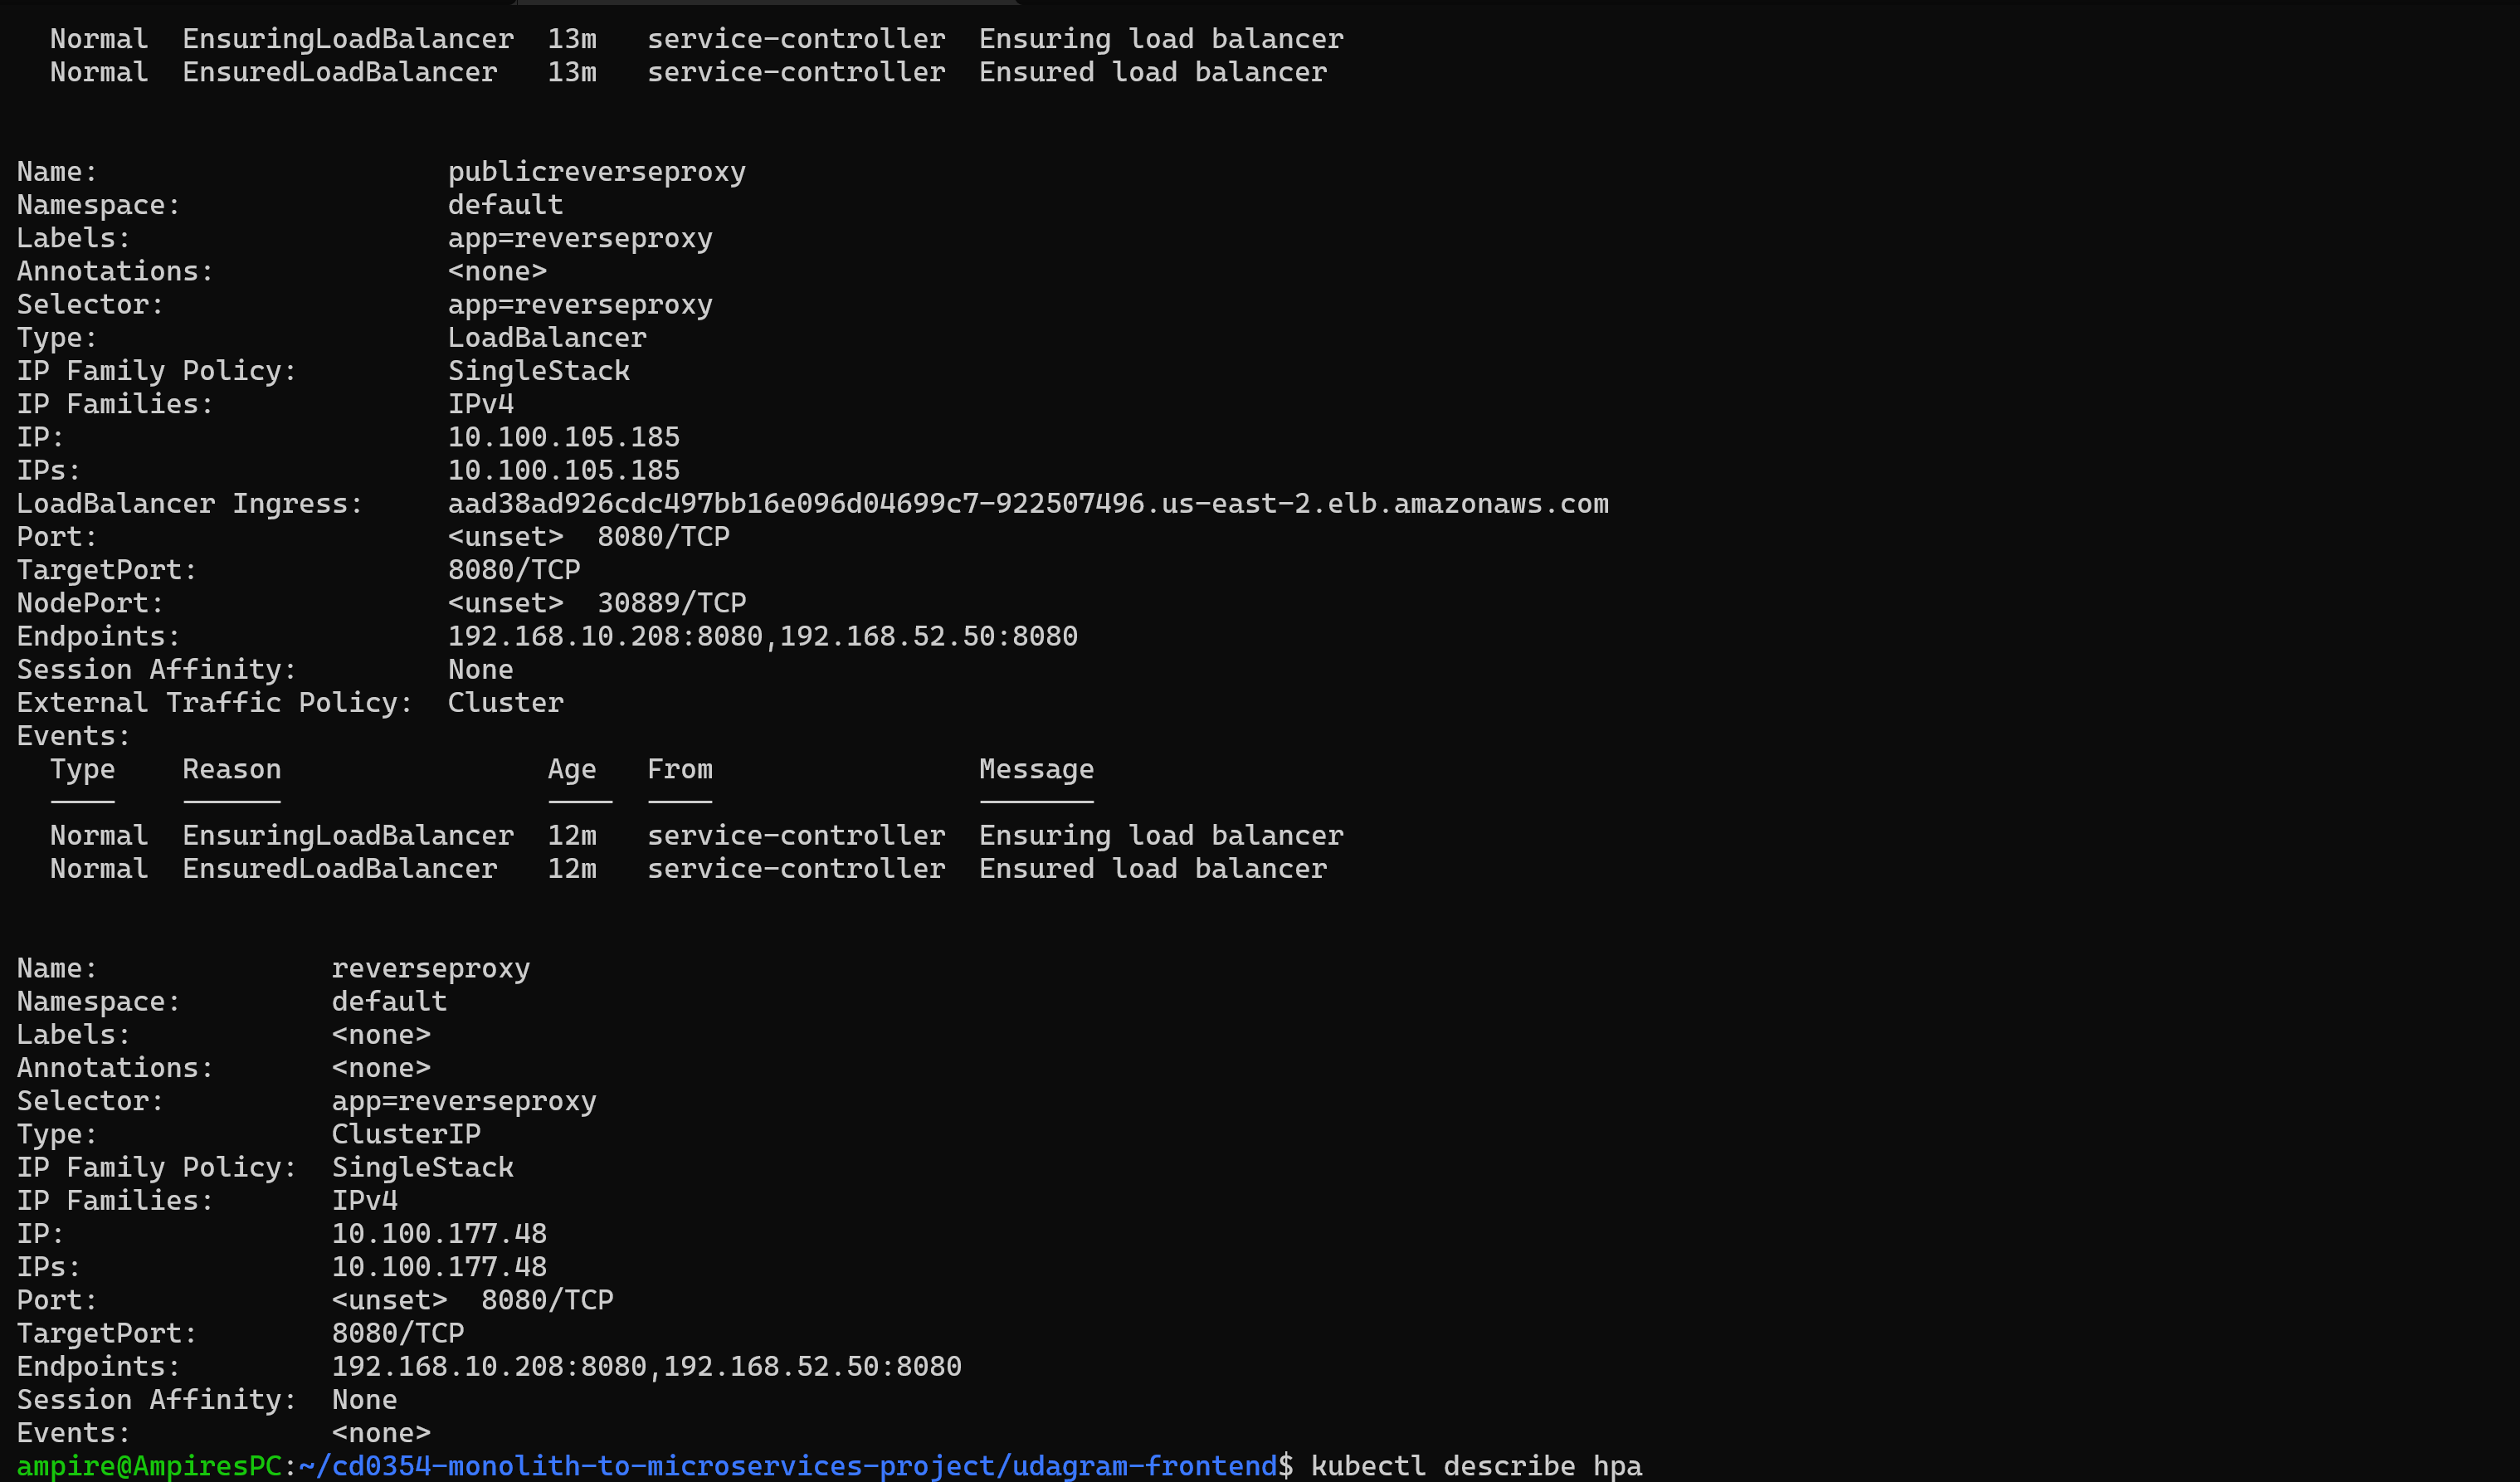 Normal  EnsuringLoadBalancer  13m   service-controller  Ensuring load balancer
  Normal  EnsuredLoadBalancer   13m   service-controller  Ensured load balancer
Name:                     publicreverseproxy
Namespace:                default
Labels:                   app=reverseproxy
Annotations:              <none>
Selector:                 app=reverseproxy
Type:                     LoadBalancer
IP Family Policy:         SingleStack
IP Families:              IPv4
IP:                       10.100.105.185
IPs:                      10.100.105.185
LoadBalancer Ingress:     aad38ad926cdc497bb16e096d04699c7-922507496.us-east-2.elb.amazonaws.com
Port:                     <unset>  8080/TCP
TargetPort:               8080/TCP
NodePort:                 <unset>  30889/TCP
Endpoints:                192.168.10.208:8080,192.168.52.50:8080
Session Affinity:         None
External Traffic Policy:  Cluster
Events:
  Type    Reason                Age   From                Message
  ----    ------                ----  ----                -------
  Normal  EnsuringLoadBalancer  12m   service-controller  Ensuring load balancer
  Normal  EnsuredLoadBalancer   12m   service-controller  Ensured load balancer
Name:              reverseproxy
Namespace:         default
Labels:            <none>
Annotations:       <none>
Selector:          app=reverseproxy
Type:              ClusterIP
IP Family Policy:  SingleStack
IP Families:       IPv4
IP:                10.100.177.48
IPs:               10.100.177.48
Port:              <unset>  8080/TCP
TargetPort:        8080/TCP
Endpoints:         192.168.10.208:8080,192.168.52.50:8080
Session Affinity:  None
Events:            <none>
ampire@AmpiresPC:~/cd0354-monolith-to-microservices-project/udagram-frontend$ kubectl describe hpa